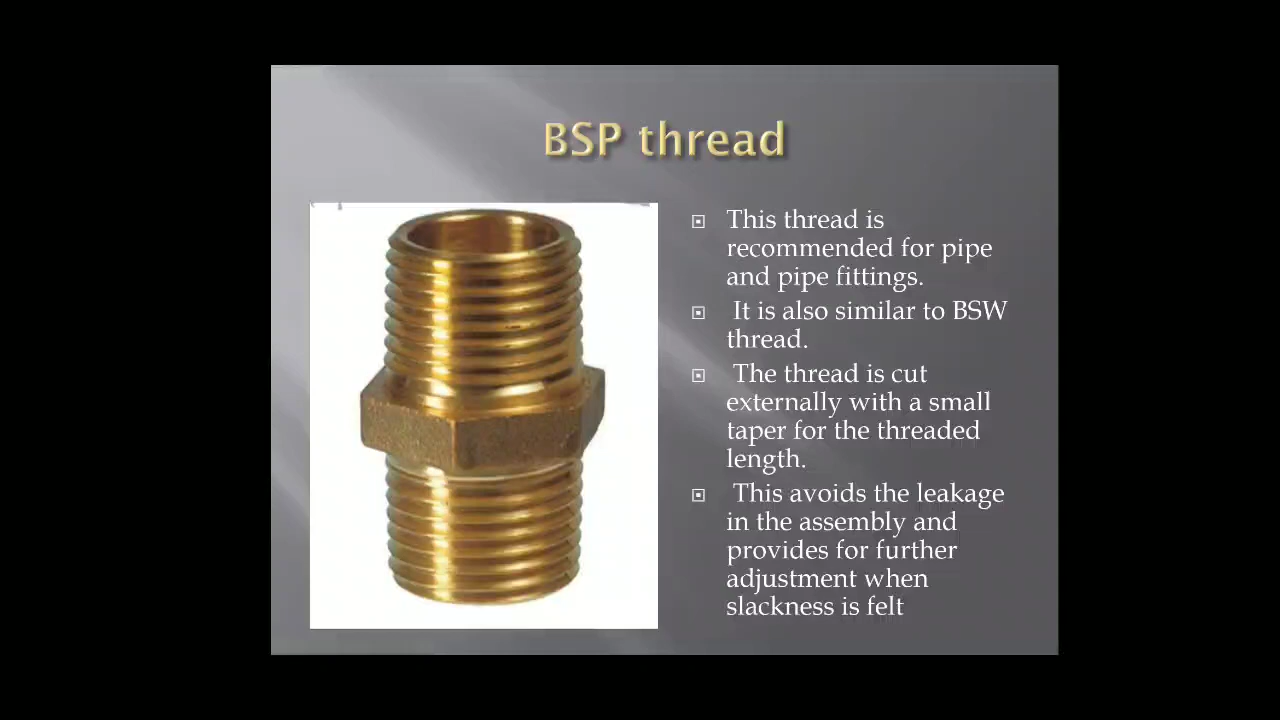 BSP thread
This thread is
recommended for pipe
and pipe fittings.
It is also similar to BSW
thread.
The thread is cut
externally with a small
taper for the threaded
length.
This avoids the leakage
in the assembly and
provides for further
adjustment when
slackness is felt